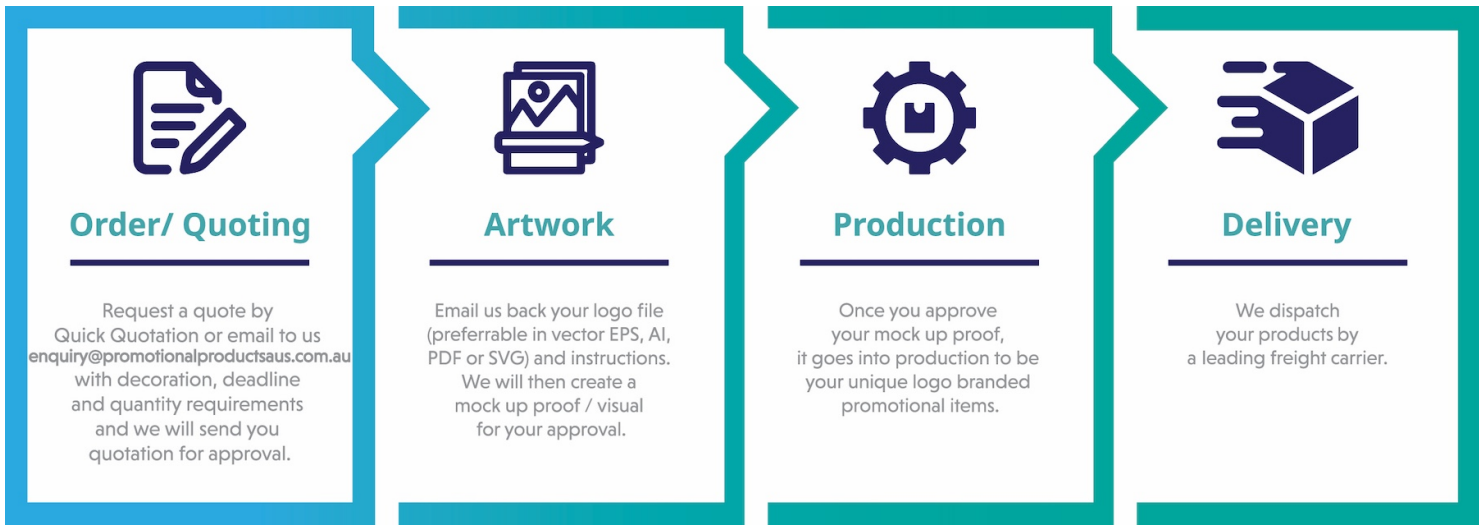 Order/ Quoting
Request a quote by
Quick Quotation or email to us
enquiry@promotionalproductsaus.com.au
with decoration, deadline
and quantity requirements
and we will send you
quotation for approval.
Artwork
Email us back your logo file
(preferrable in vector EPS, AI,
PDF or SVG) and instructions.
We will then create a
mock up proof / visual
for your approval.
Production
Once you approve
your mock up proof,
it goes into production to be
your unique logo branded
promotional items.
Delivery
We dispatch
your products by
a leading freight carrier.